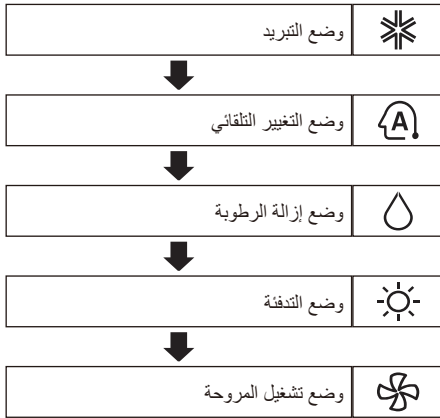 وضع التبريد
A
وضع التغيير التلقائي
وضع إزالة الرطوبة
وضع التدفئة
وضع تشغيل المروحة